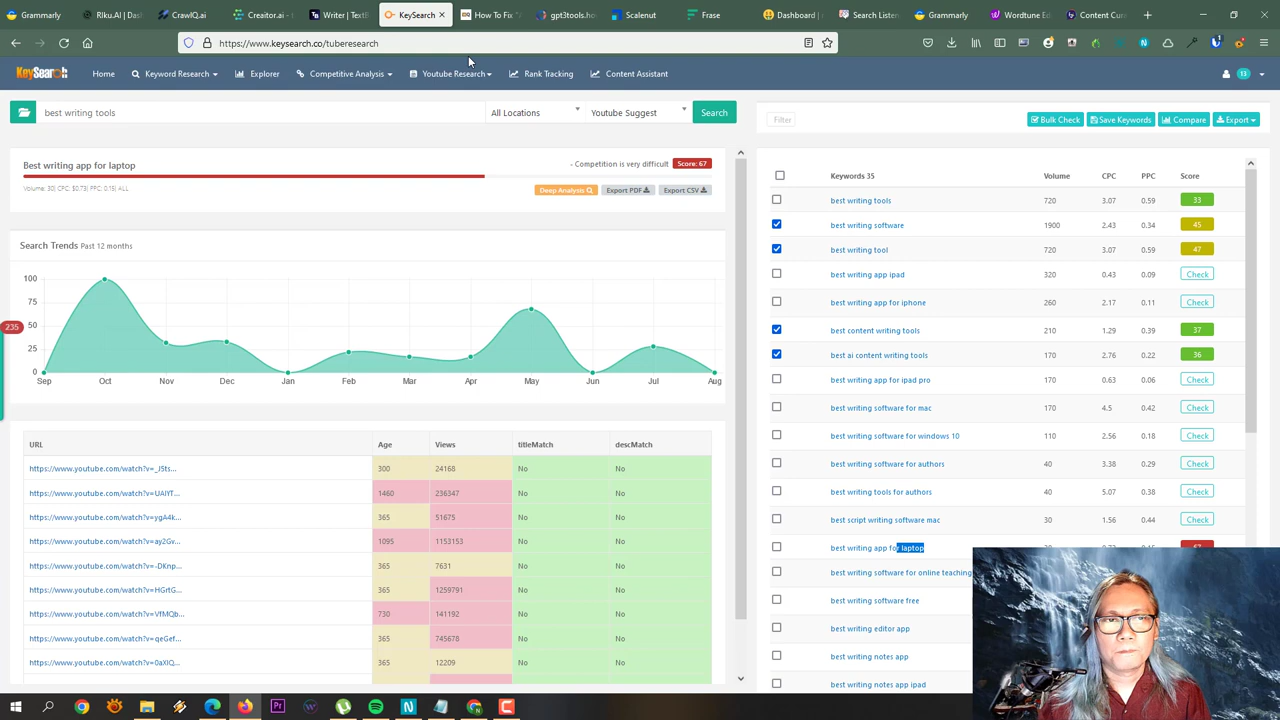 Grammarly
Riku.AI | Da
CrawlQ.ai
Creator.ai -
Writer | TextB
KeySearch
How To Fix "
gpt3tools.ho
Scalenut
Frase
Dashboard |
Search Listen
Grammarly
Wordtune Ed
Content Cur
https://www.keysearch.co/tuberesearch
KeySearch
Home
Keyword Research
Explorer
Competitive Analysis
Youtube Research
Rank Tracking
Content Assistant
13
best writing tools
All Locations
Youtube Suggest
Search
Filter
Bulk Check
Save Keywords
Compare
Export
Best writing app for laptop
- Competition is very difficult
Score: 67
Volume: 30| CPC: $0.73| PPC: 0.15| ALL
Deep Analysis
Export PDF
Export CSV
Search Trends Past 12 months
100
75
50
25
0
Sep Oct Nov Dec Jan Feb Mar Apr May Jun Jul Aug
235
URL Age Views titleMatch descMatch
https://www.youtube.com/watch?v=_J5ts... 300 24168 No No
https://www.youtube.com/watch?v=UAIYT... 1460 236347 No No
https://www.youtube.com/watch?v=ygA4k... 365 51675 No No
https://www.youtube.com/watch?v=ay2Gv... 1095 1153153 No No
https://www.youtube.com/watch?v=-DKnp... 365 7631 No No
https://www.youtube.com/watch?v=HGrtG... 365 1259791 No No
https://www.youtube.com/watch?v=VfMQb... 730 141192 No No
https://www.youtube.com/watch?v=qeGef... 365 745678 No No
https://www.youtube.com/watch?v=0aXIQ... 365 12209 No No
Keywords 35 Volume CPC PPC Score
best writing tools 720 3.07 0.59 33
best writing software 1900 2.43 0.34 45
best writing tool 720 3.07 0.59 47
best writing app ipad 320 0.43 0.09 Check
best writing app for iphone 260 2.17 0.11 Check
best content writing tools 210 1.29 0.39 37
best ai content writing tools 170 2.76 0.22 36
best writing app for ipad pro 170 0.63 0.06 Check
best writing software for mac 170 4.5 0.42 Check
best writing software for windows 10 110 2.56 0.18 Check
best writing software for authors 40 3.38 0.29 Check
best writing tools for authors 40 5.07 0.38 Check
best script writing software mac 30 1.56 0.44 Check
best writing app for laptop
best writing software for online teaching
best writing software free
best writing editor app
best writing notes app
best writing notes app ipad